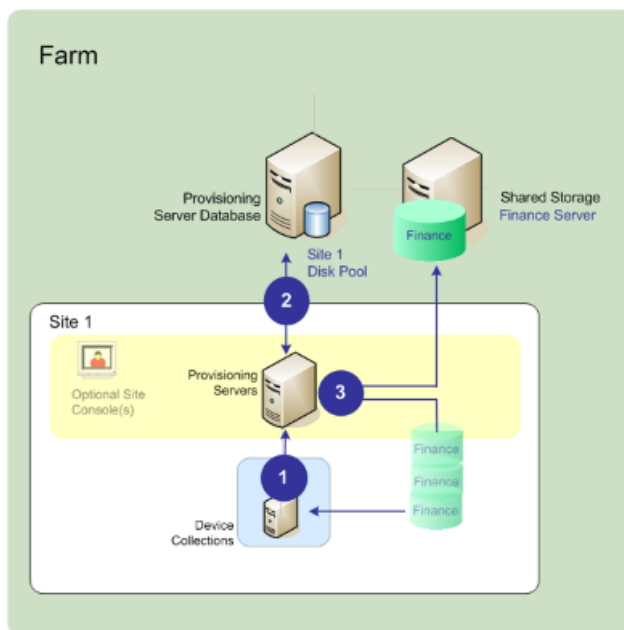 Farm
Provisioning
Server Database
Shared Storage
Finance Server
Finance
Site 1
Disk Pool
2
Site 1
Optional Site
Console(s)
Provisioning
Servers
3
1
Finance
Finance
Finance
Device
Collections